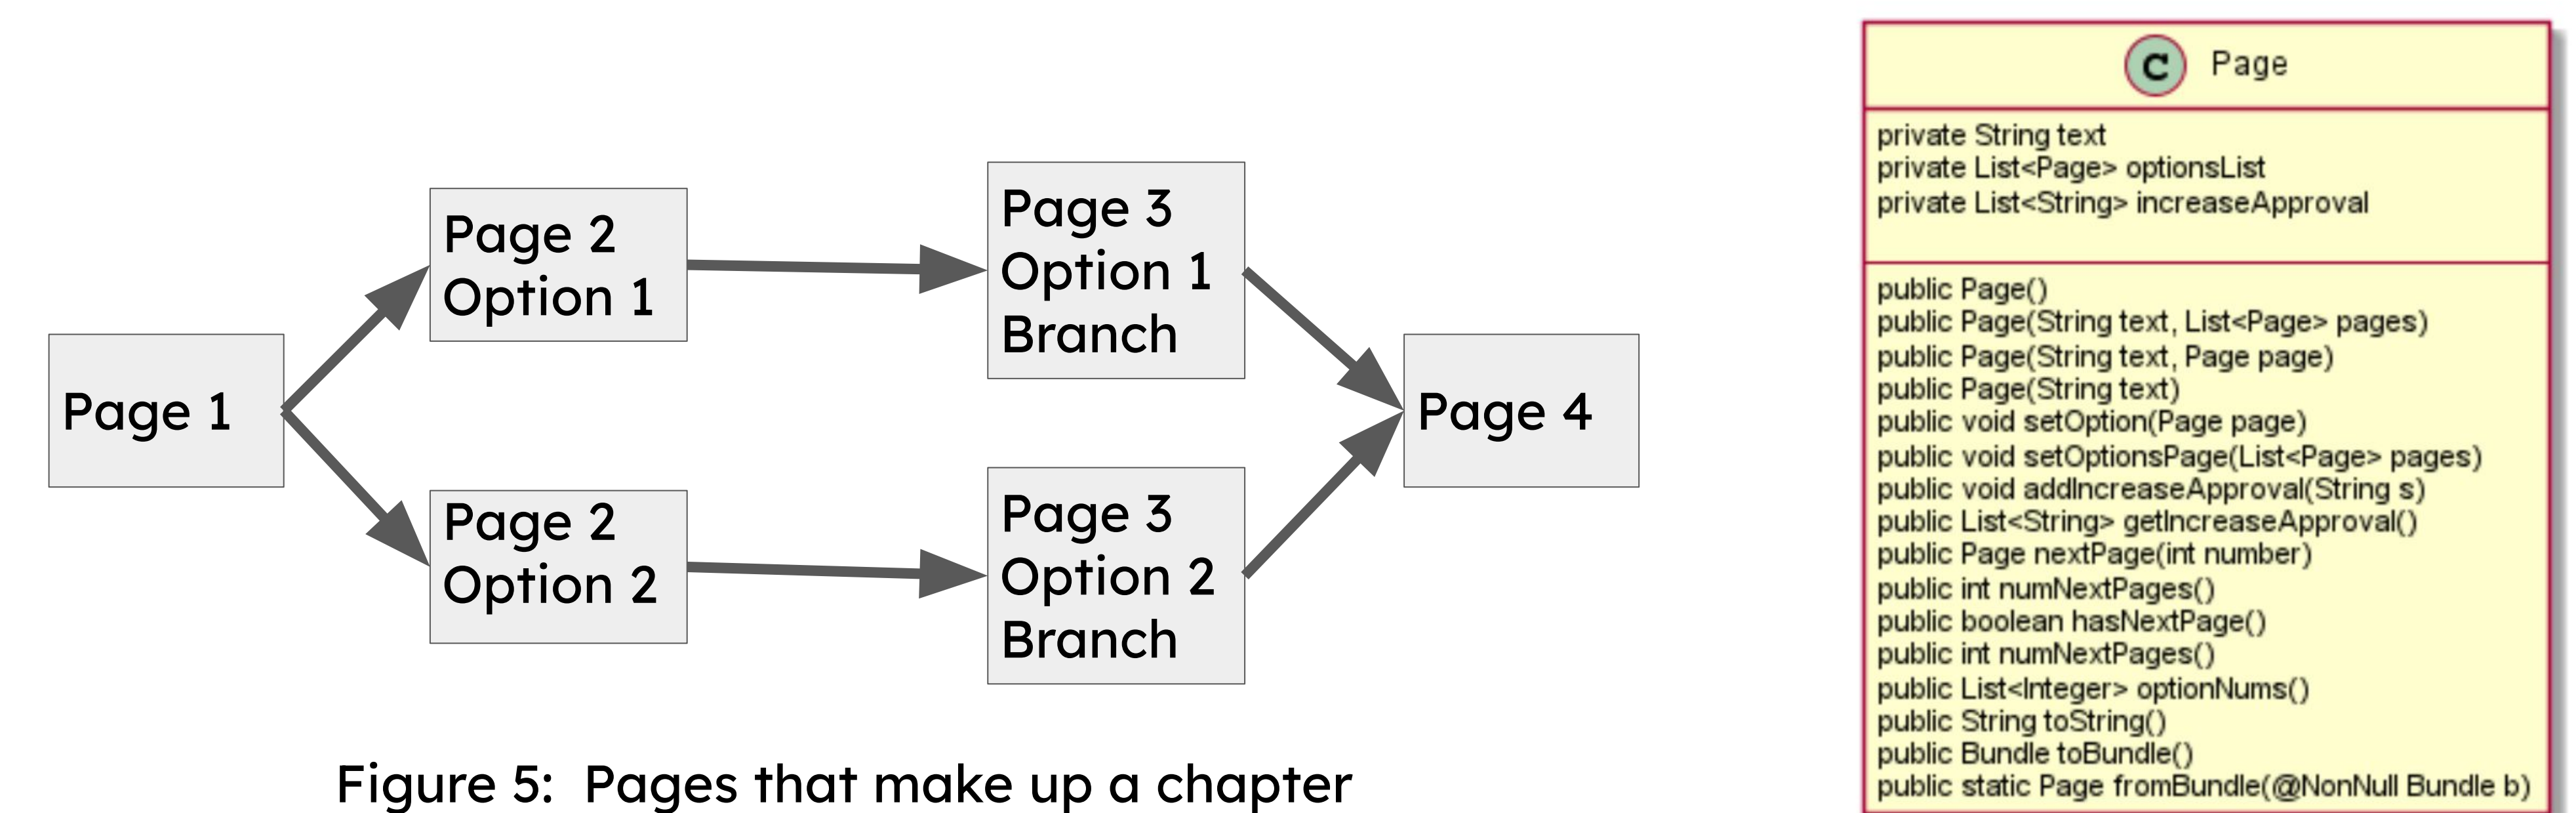 Page 1
Page 2
Option 1
Page 3
Option 1
Branch
Page 2
Option 2
Page 3
Option 2
Branch
Page 4
Figure 5: Pages that make up a chapter
C Page
private String text
private List<Page> optionsList
private List<String> increaseApproval
public Page()
public Page(String text, List<Page> pages)
public Page(String text, Page page)
public Page(String text)
public void setOption(Page page)
public void setOptionsPage(List<Page> pages)
public void addIncreaseApproval(String s)
public List<String> getIncreaseApproval()
public Page nextPage(int number)
public int numNextPages()
public boolean hasNextPage()
public int numNextPages()
public List<Integer> optionNums()
public String toString()
public Bundle toBundle()
public static Page fromBundle(@NonNull Bundle b)